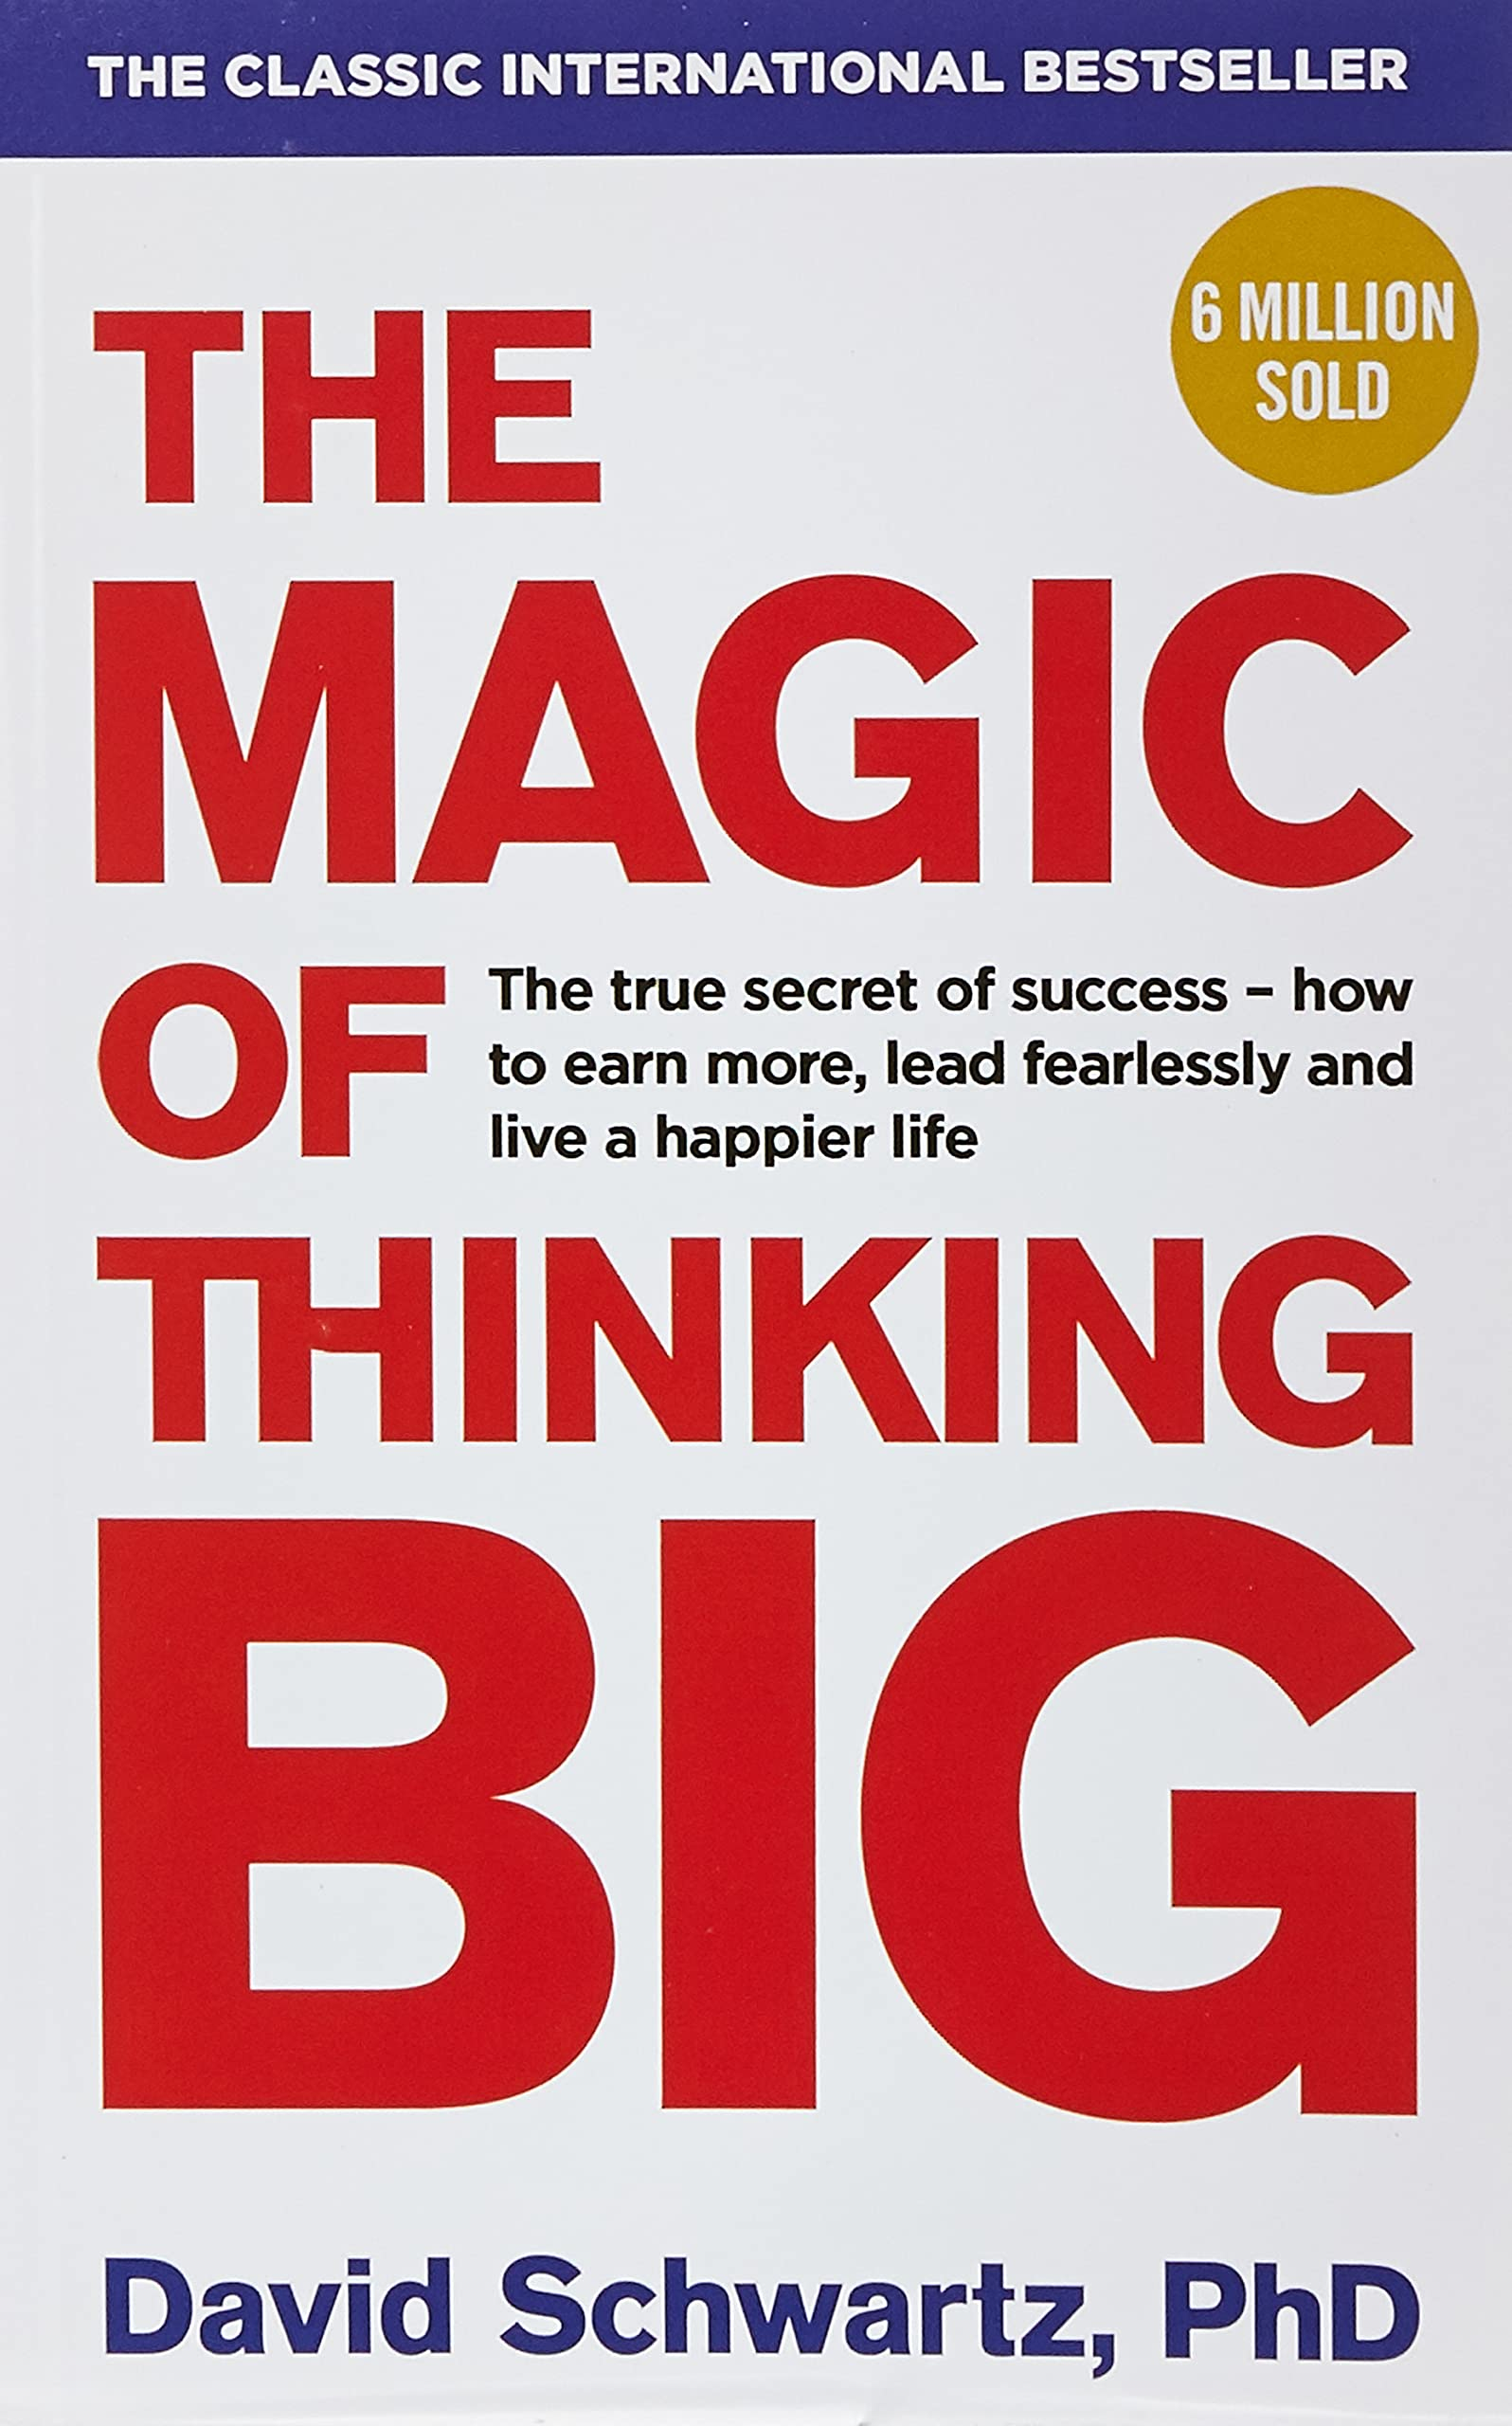 THE CLASSIC INTERNATIONAL BESTSELLER
6 MILLION
SOLD
THE
MAGIC
OF
The true secret of success – how
to earn more, lead fearlessly and
live a happier life
THINKING
BIG
David Schwartz, PhD